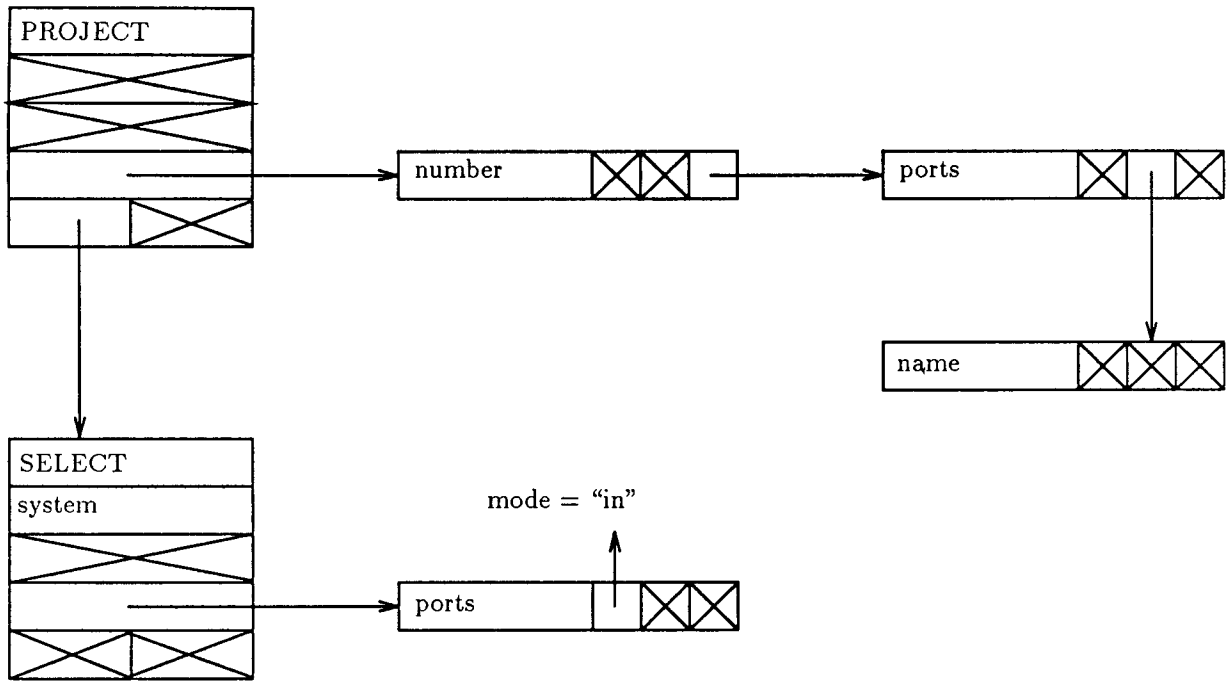 PROJECT
number
ports
name
SELECT
system
mode = “in”
ports